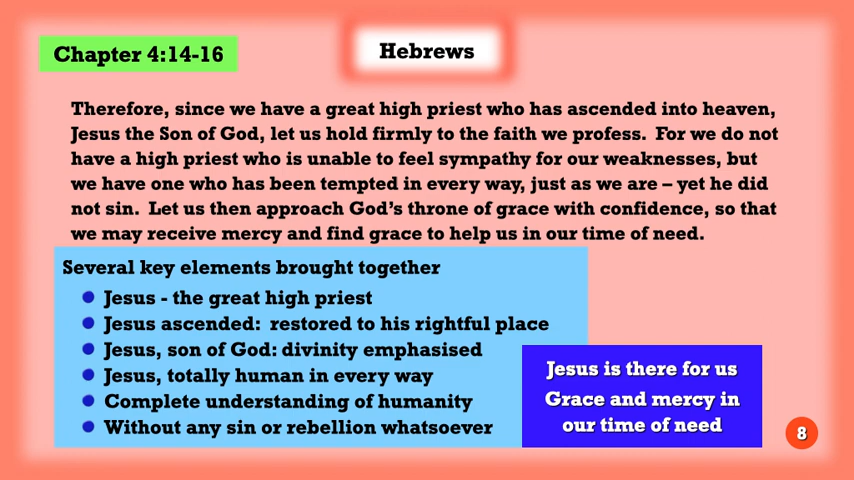 Chapter 4:14-16
Hebrews
Therefore, since we have a great high priest who has ascended into heaven,
Jesus the Son of God, let us hold firmly to the faith we profess.  For we do not
have a high priest who is unable to feel sympathy for our weaknesses, but
we have one who has been tempted in every way, just as we are – yet he did
not sin.  Let us then approach God’s throne of grace with confidence, so that
we may receive mercy and find grace to help us in our time of need.
Several key elements brought together
● Jesus - the great high priest
● Jesus ascended:  restored to his rightful place
● Jesus, son of God: divinity emphasised
● Jesus, totally human in every way
● Complete understanding of humanity
● Without any sin or rebellion whatsoever
Jesus is there for us
Grace and mercy in
our time of need
8